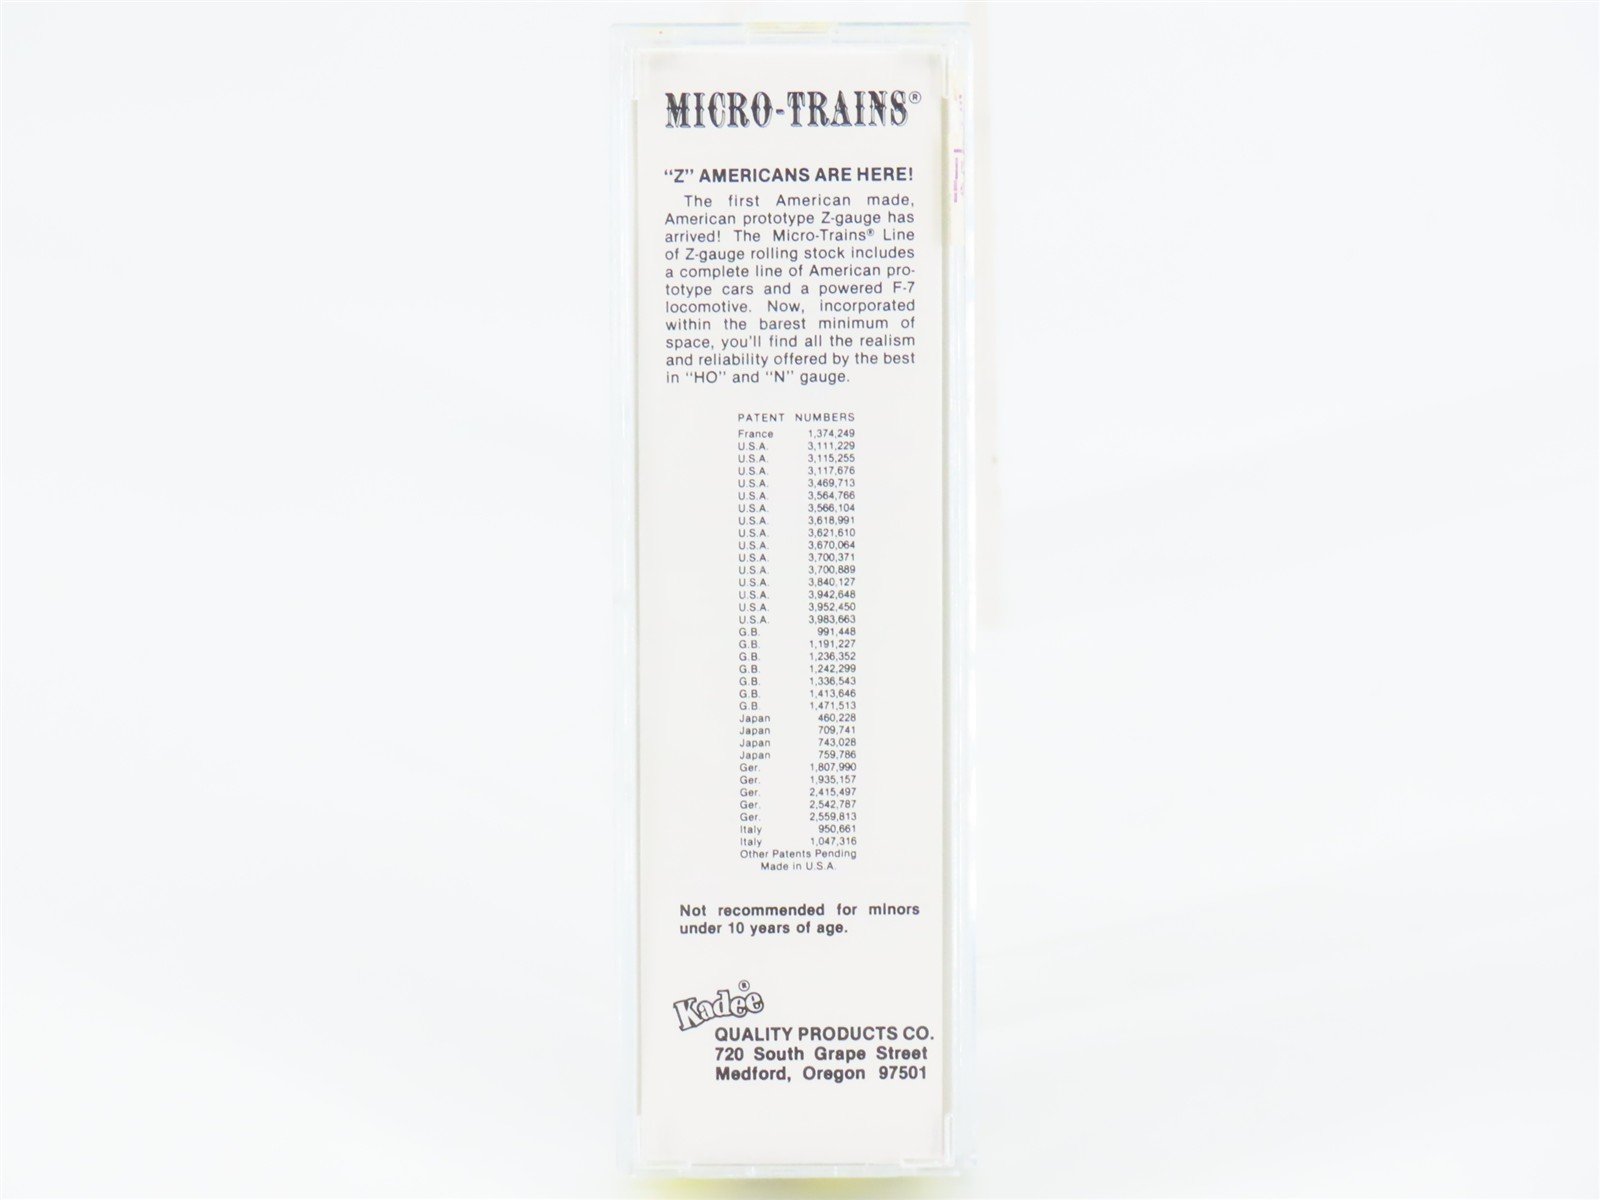 MICRO-TRAINS®
"Z" AMERICANS ARE HERE!
The first American made,
American prototype Z-gauge has
arrived! The Micro-Trains® Line
of Z-gauge rolling stock includes
a complete line of American pro-
totype cars and a powered F-7
locomotive. Now, incorporated
within the barest minimum of
space, you'll find all the realism
and reliability offered by the best
in "HO" and "N" gauge.
PATENT NUMBERS
France 1,374,249
U.S.A. 3,111,229
U.S.A. 3,115,255
U.S.A. 3,117,676
U.S.A. 3,469,713
U.S.A. 3,564,766
U.S.A. 3,566,104
U.S.A. 3,618,991
U.S.A. 3,621,610
U.S.A. 3,670,064
U.S.A. 3,700,371
U.S.A. 3,700,889
U.S.A. 3,840,127
U.S.A. 3,942,648
U.S.A. 3,952,450
U.S.A. 3,983,663
G.B. 991,448
G.B. 1,191,227
G.B. 1,236,352
G.B. 1,242,299
G.B. 1,336,543
G.B. 1,413,646
G.B. 1,471,513
Japan 460,228
Japan 709,741
Japan 743,028
Japan 759,786
Ger. 1,807,990
Ger. 1,935,157
Ger. 2,415,497
Ger. 2,542,787
Ger. 2,559,813
Italy 950,661
Italy 1,047,316
Other Patents Pending
Made in U.S.A.
Not recommended for minors
under 10 years of age.
Kadee®
QUALITY PRODUCTS CO.
720 South Grape Street
Medford, Oregon 97501